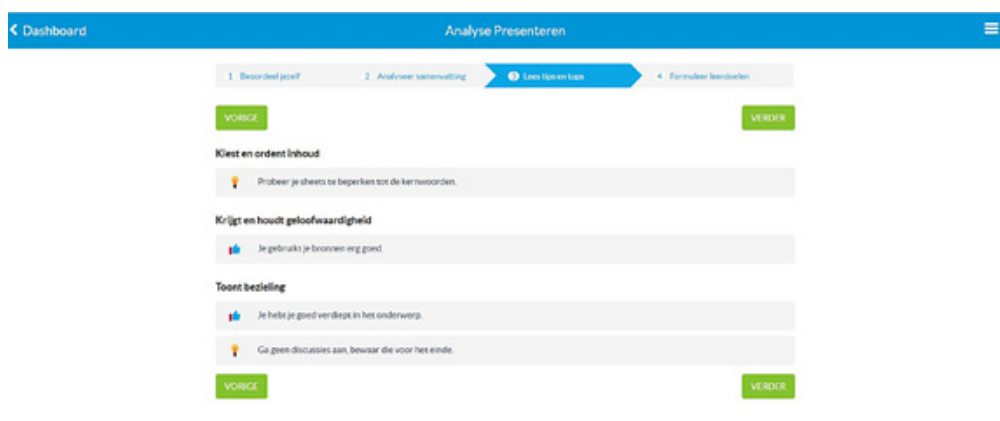 Dashboard
Analyse Presenteren
1 Beoordeel jezelf
2 Analyseer samenvatting
3 Lees tips en tops
4 Formuleer leerdoelen
VORIGE
VERDER
Kiest en ordent inhoud
Probeer je sheets te beperken tot de kernwoorden.
Krijgt en houdt geloofwaardigheid
Je gebruikt je bronnen erg goed.
Toont bezieling
Je hebt je goed verdiept in het onderwerp.
Ga geen discussies aan, bewaar die voor het einde.
VORIGE
VERDER